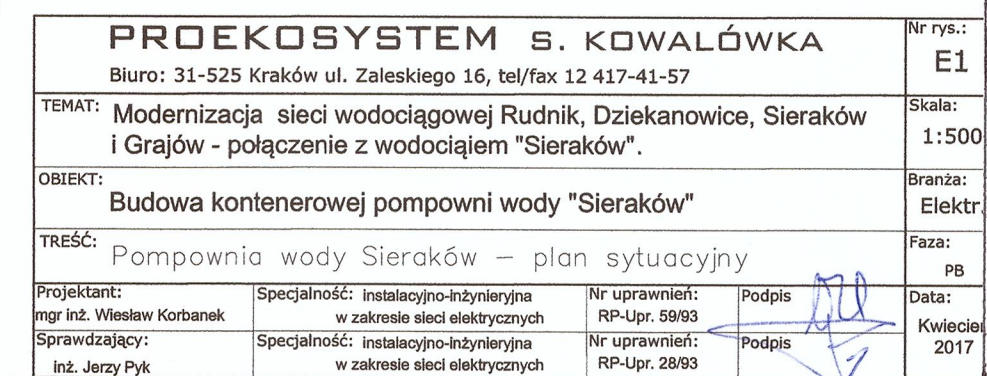 PROEKOSYSTEM S. KOWALÓWKA
Biuro: 31-525 Kraków ul. Zaleskiego 16, tel/fax 12 417-41-57
Nr rys.:
E1
TEMAT: Modernizacja sieci wodociągowej Rudnik, Dziekanowice, Sieraków
i Grajów - połączenie z wodociąiem "Sieraków".
Skala:
1:500
OBIEKT:
Budowa kontenerowej pompowni wody "Sieraków"
Branża:
Elektr.
TREŚĆ: Pompownia wody Sieraków – plan sytuacyjny
Faza:
PB
Projektant:
mgr inż. Wiesław Korbanek
Specjalność: instalacyjno-inżynieryjna
w zakresie sieci elektrycznych
Nr uprawnień:
RP-Upr. 59/93
Podpis
Data:
Kwiecień
2017
Sprawdzający:
inż. Jerzy Pyk
Specjalność: instalacyjno-inżynieryjna
w zakresie sieci elektrycznych
Nr uprawnień:
RP-Upr. 28/93
Podpis